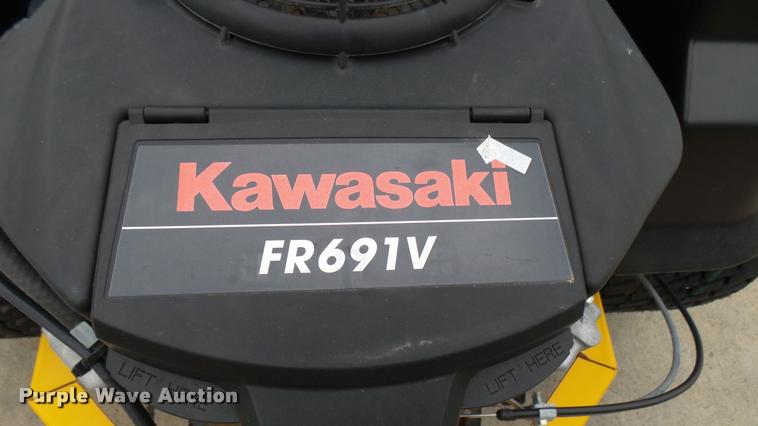 Kawasaki
FR691V
LIFT HERE
LIFT HERE
Purple Wave Auction